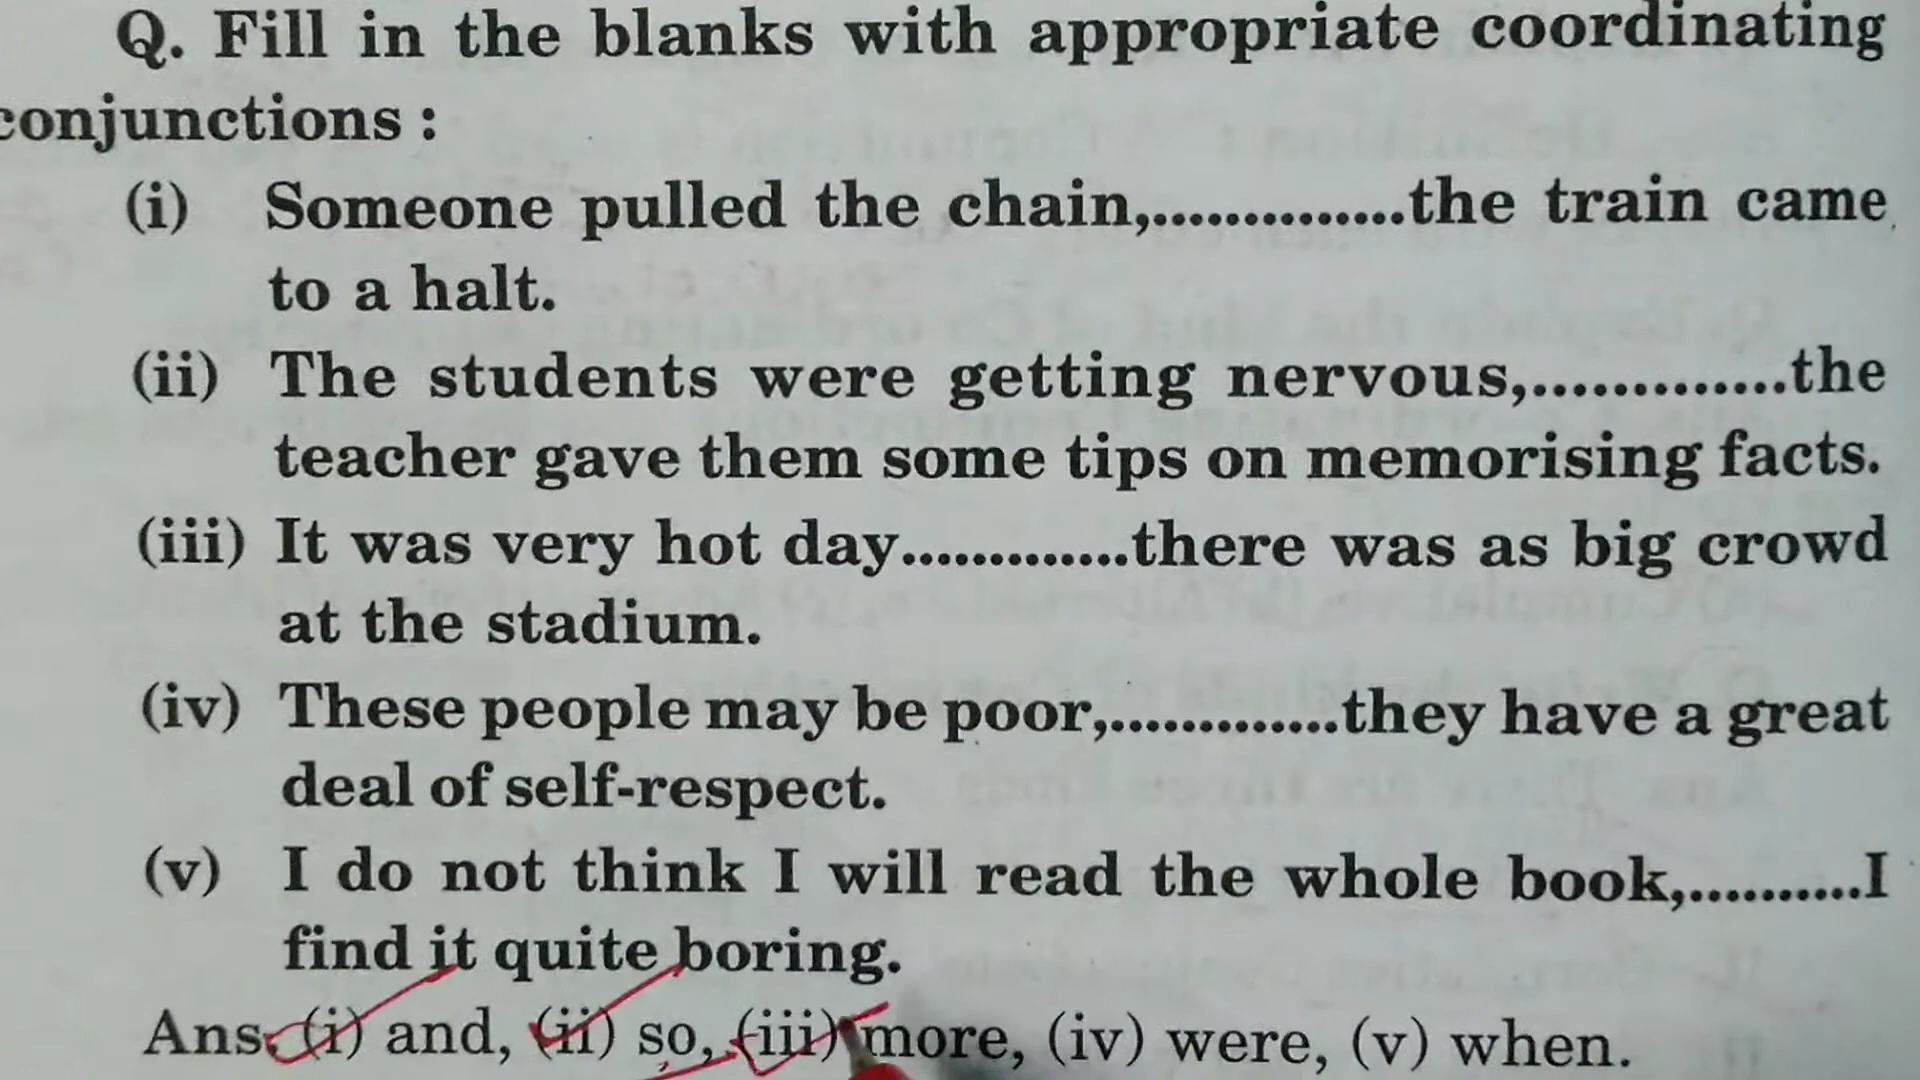 Q. Fill in the blanks with appropriate coordinating
conjunctions :
(i) Someone pulled the chain,...............the train came
to a halt.
(ii) The students were getting nervous,..............the
teacher gave them some tips on memorising facts.
(iii) It was very hot day.............there was as big crowd
at the stadium.
(iv) These people may be poor,.............they have a great
deal of self-respect.
(v) I do not think I will read the whole book,..........I
find it quite boring.
Ans. (i) and, (ii) so, (iii) more, (iv) were, (v) when.